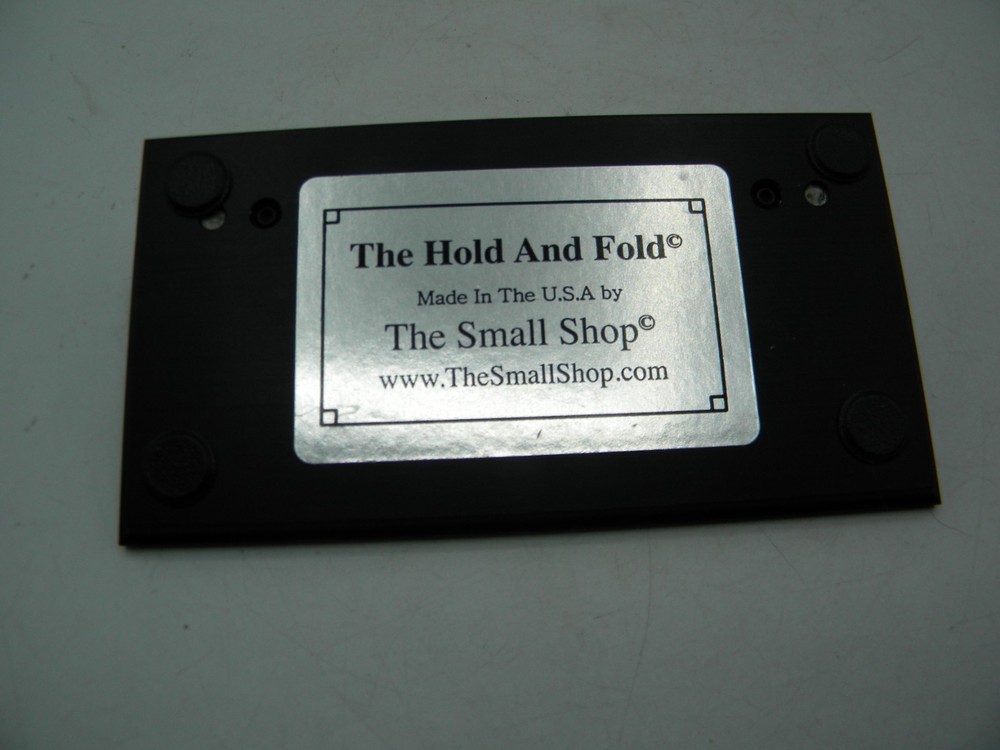 The Hold And Fold©
Made In The U.S.A by
The Small Shop©
www.TheSmallShop.com